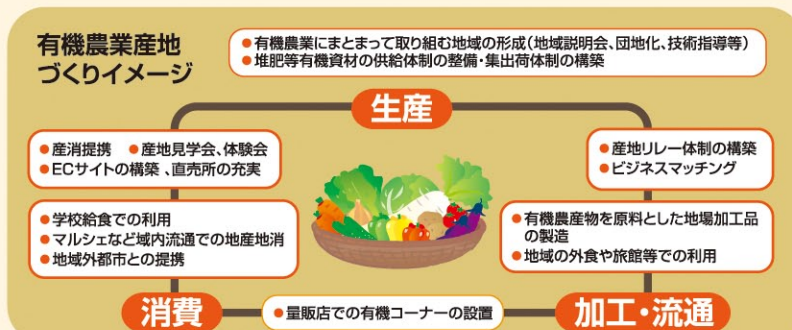 有機農業産地
づくりイメージ
●有機農業にまとまって取り組む地域の形成（地域説明会、団地化、技術指導等）
●堆肥等有機資材の供給体制の整備・集出荷体制の構築
生産
●産消提携 ●産地見学会、体験会
●ECサイトの構築、直売所の充実
●産地リレー体制の構築
●ビジネスマッチング
●学校給食での利用
●マルシェなど域内流通での地産地消
●地域外都市との提携
●有機農産物を原料とした地場加工品
の製造
●地域の外食や旅館等での利用
消費
●量販店での有機コーナーの設置
加工・流通